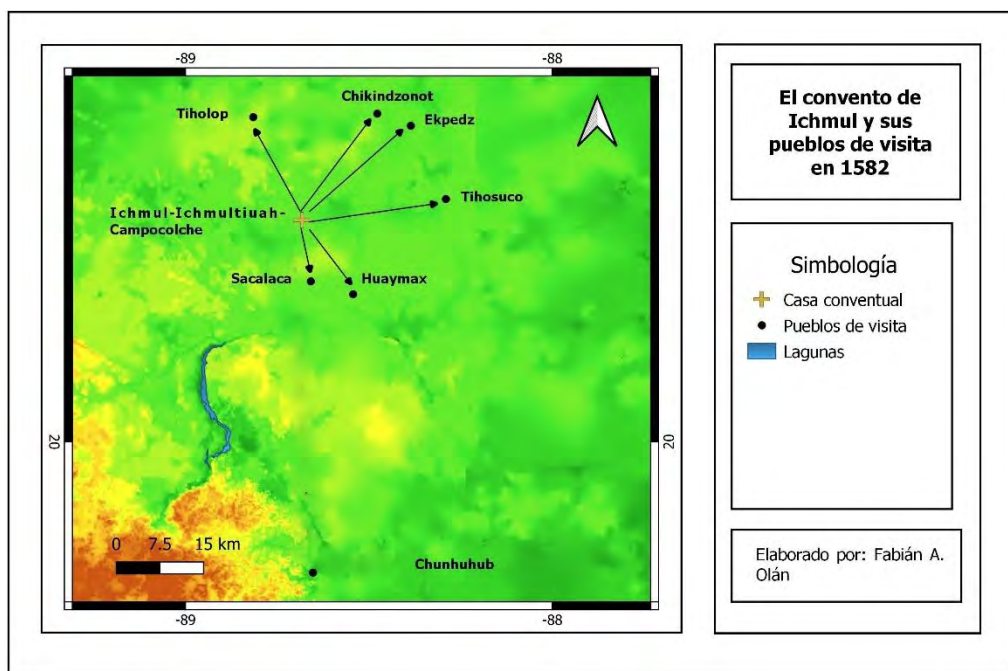 -89
-88
Chikindzonot
Tiholop
Ekpedz
Tihosuco
Ichmul-Ichmultiuah-
Campocolche
Sacalaca
Huaymax
20
20
0 7.5 15 km
Chunhuhub
-89
-88
El convento de
Ichmul y sus
pueblos de visita
en 1582
Simbología
Casa conventual
Pueblos de visita
Lagunas
Elaborado por: Fabián A.
Olán